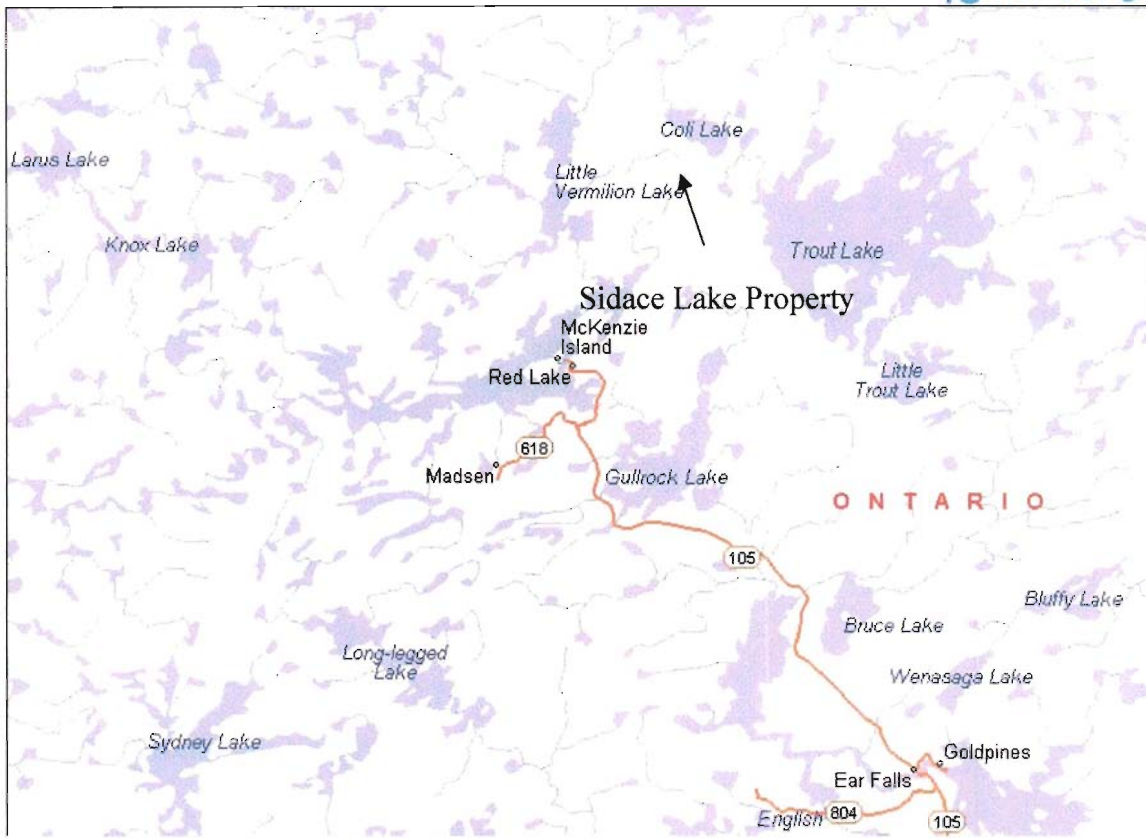 Coli Lake
Larus Lake
Little
Vermilion Lake
Knox Lake
Trout Lake
Sidace Lake Property
McKenzie
Island
Red Lake
Little
Trout Lake
618
Madsen
Gullrock Lake
ONTARIO
105
Bluffy Lake
Bruce Lake
Long-legged
Lake
Wenasaga Lake
Sydney Lake
Goldpines
Ear Falls
English
804
105